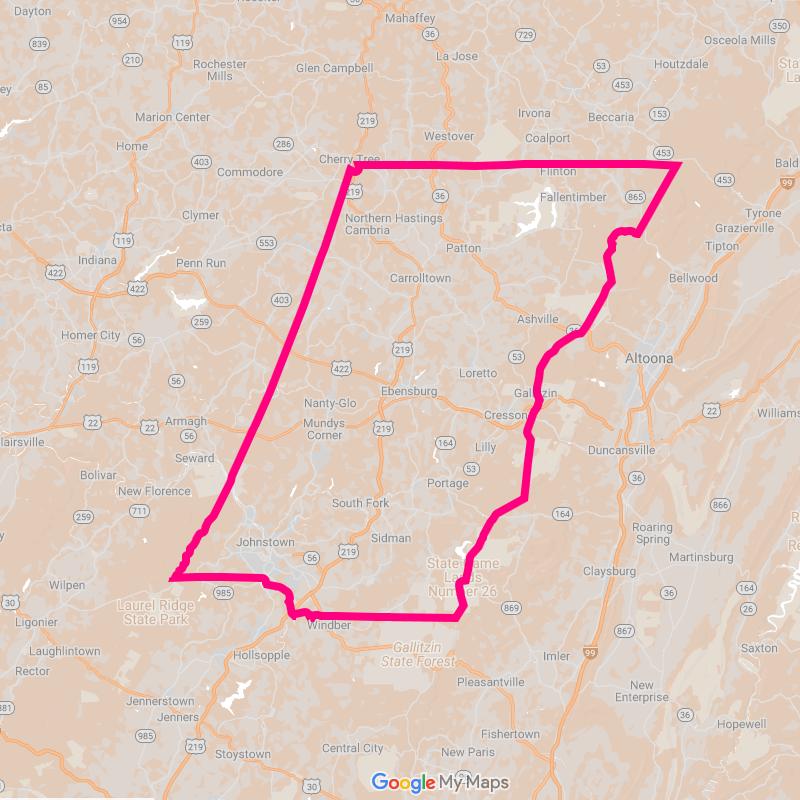 Dayton
954
Mahaffey
36
729
350
Osceola Mills
839
119
La Jose
210
Rochester
Mills
Glen Campbell
53
Houtzdale
453
85
Marion Center
219
Irvona
153
Beccaria
Home
286
Westover
Coalport
453
403
Commodore
Cherry Tree
Flinton
453
99
219
36
Fallentimber
865
Clymer
Northern Hastings
Cambria
Tyrone
Grazierville
119
553
Patton
Tipton
Indiana
422
Penn Run
422
Carrolltown
Bellwood
403
259
Ashville
Homer City
219
53
Altoona
119
422
Loretto
56
Ebensburg
Gallitzin
Nanty-Glo
22
22
22
Armagh
56
Mundys
Corner
219
Cresson
Williams
lairsville
Seward
164
Lilly
Duncansville
Bolivar
53
36
New Florence
Portage
259
711
South Fork
164
866
Roaring
Spring
Johnstown
219
Sidman
56
State Game
Lands
Number 26
Martinsburg
Claysburg
Wilpen
985
36
164
30
Laurel Ridge
State Park
869
26
Ligonier
Windber
867
Laughlintown
Hollsopple
Gallitzin
State Forest
Imler
99
Saxton
Rector
Pleasantville
New
Enterprise
Jennerstown
Jenners
36
Hopewell
985
219
Stoystown
Central City
Fishertown
New Paris
30
Google My Maps